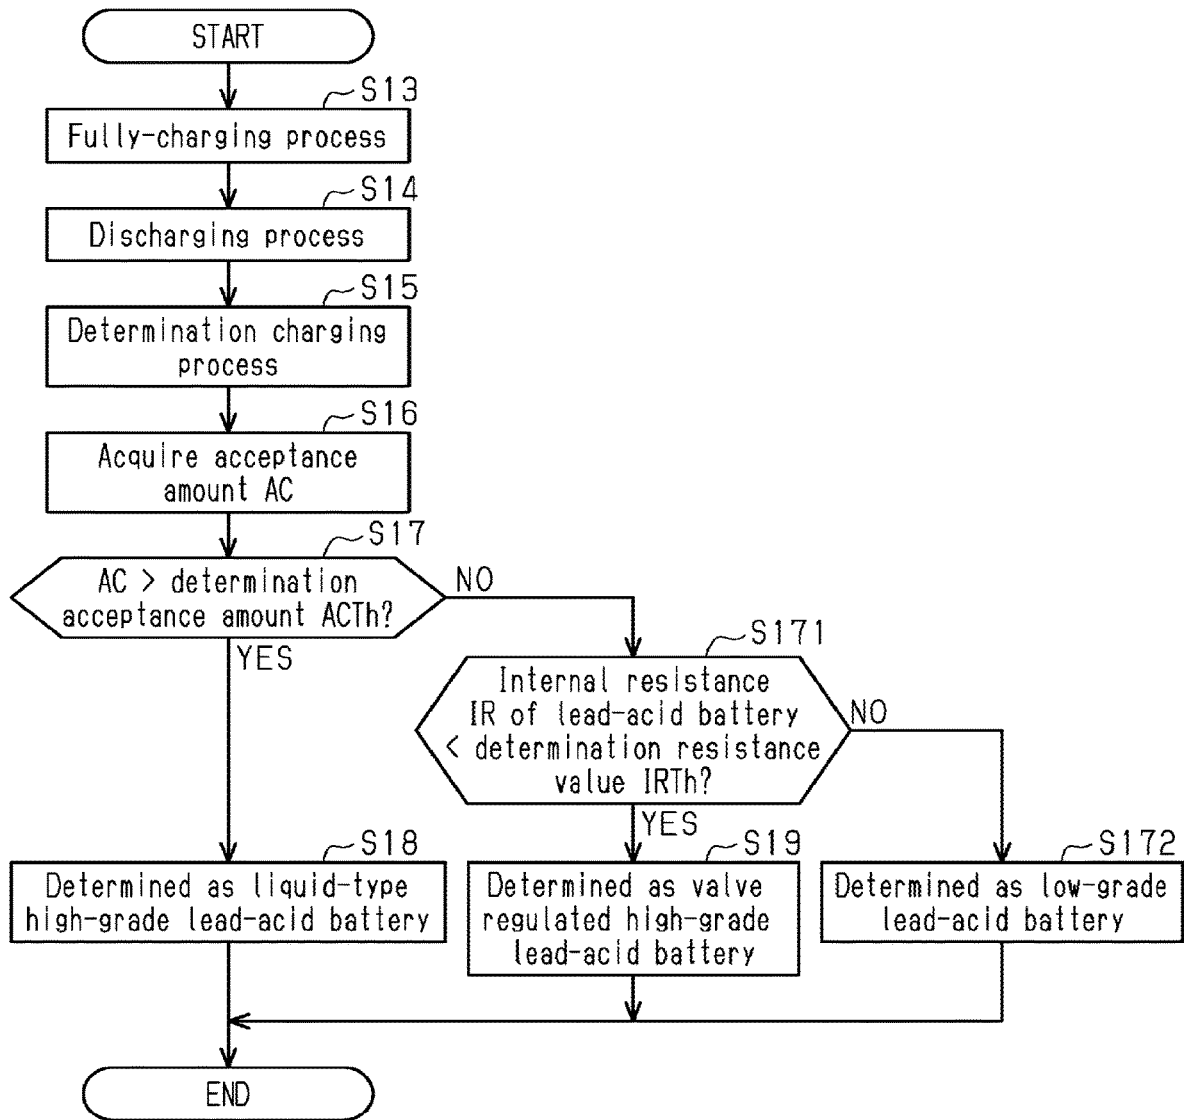 START
S13
Fully-charging process
S14
Discharging process
S15
Determination charging
process
S16
Acquire acceptance
amount AC
S17
AC > determination
acceptance amount ACTh?
NO
YES
S171
Internal resistance
IR of lead-acid battery
< determination resistance
value IRTh?
NO
YES
S18
Determined as liquid-type
high-grade lead-acid battery
S19
Determined as valve
regulated high-grade
lead-acid battery
S172
Determined as low-grade
lead-acid battery
END